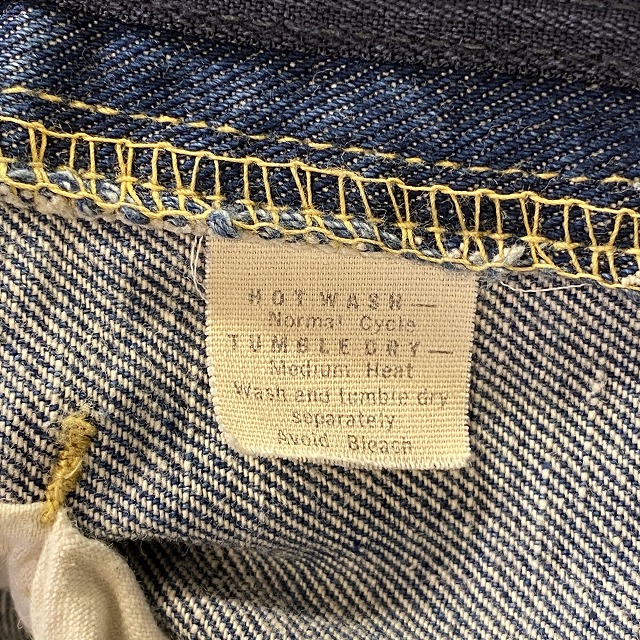 HOT WASH—
Normal Cycle
TUMBLE DRY—
Medium Heat
Wash and tumble dry
separately
Avoid Bleach